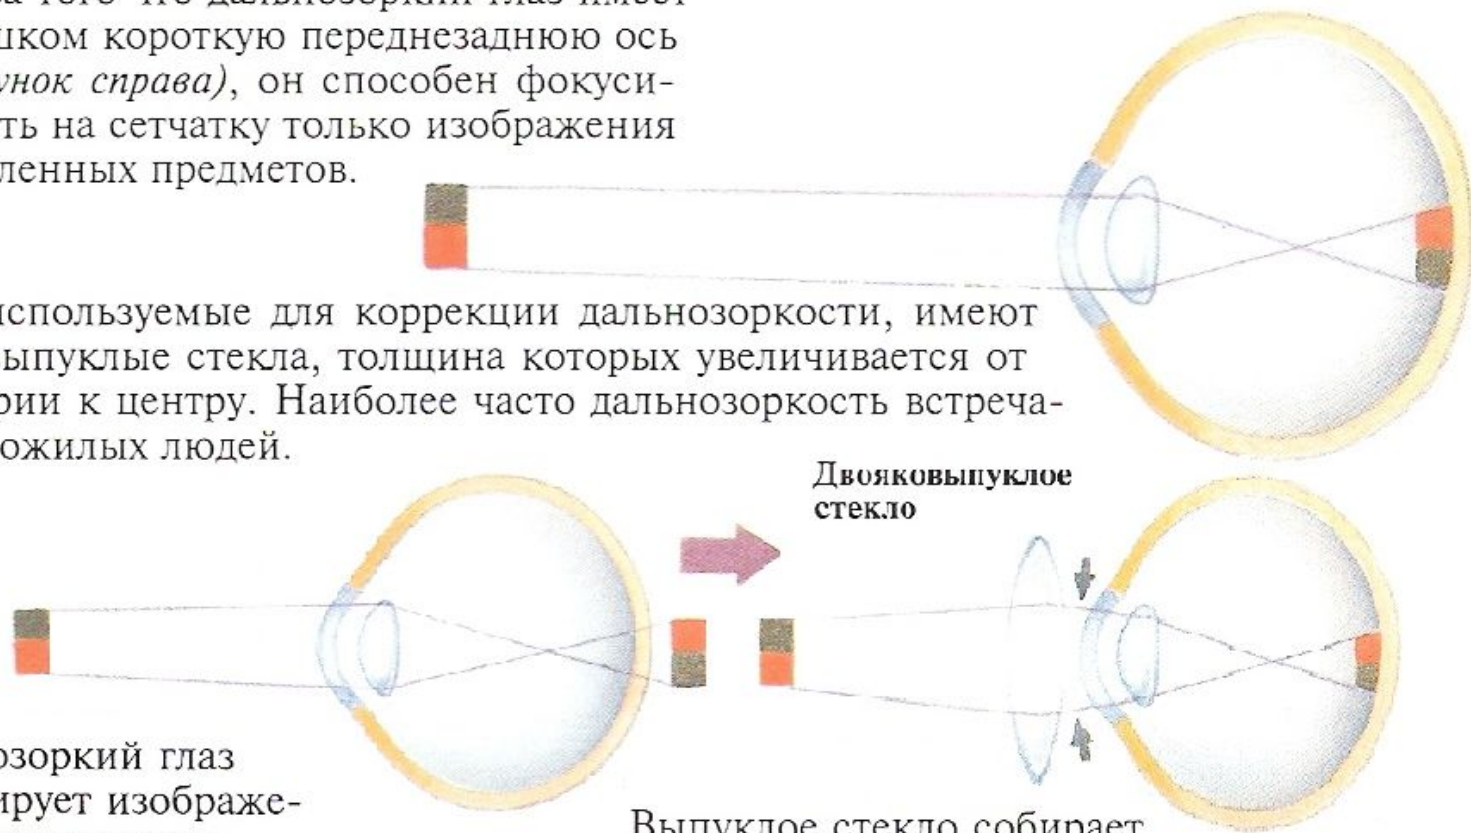 того что дальнозоркий глаз имеет
шком короткую переднезаднюю ось
унок справа), он способен фокуси-
ть на сетчатку только изображения
ленных предметов.
используемые для коррекции дальнозоркости, имеют
ыпуклые стекла, толщина которых увеличивается от
рии к центру. Наиболее часто дальнозоркость встреча-
ожилых людей.
Двояковыпуклое
стекло
озоркий глаз
ирует изображе-
Выпуклое стекло собирает